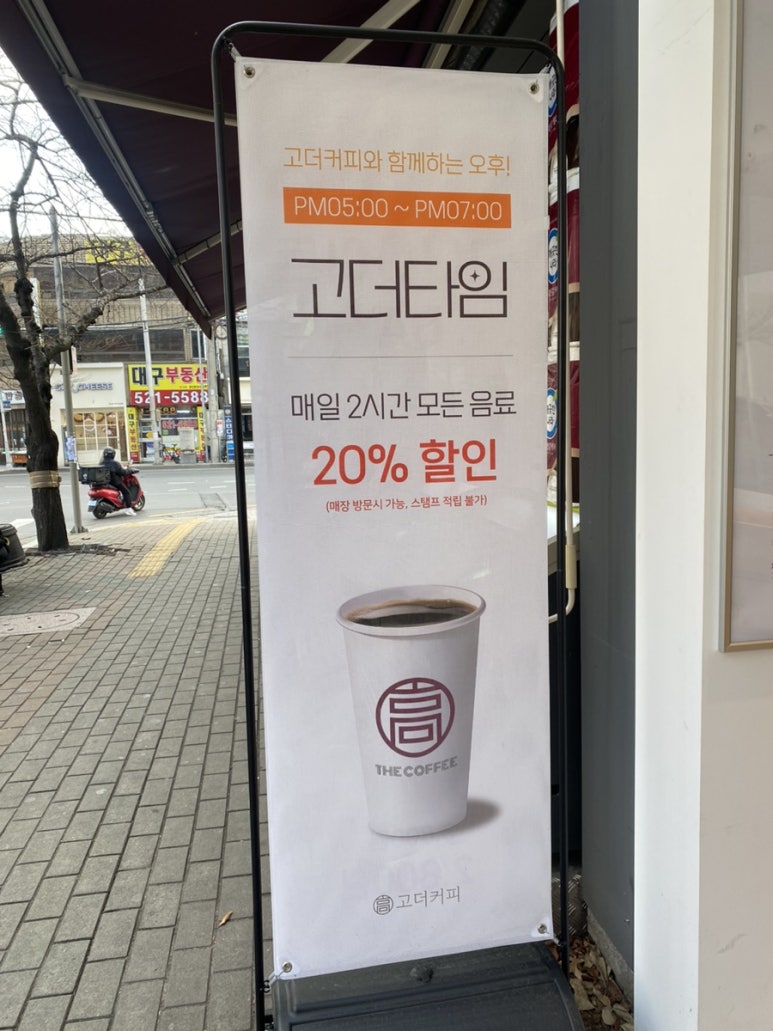 고더커피와 함께하는 오후!
PM05:00 ~ PM07:00
고더타임
매일 2시간 모든 음료
20% 할인
(매장 방문시 가능, 스탬프 적립 불가)
高
THE COFFEE
高 고더커피
CHEESE
대구부동산
521-5588